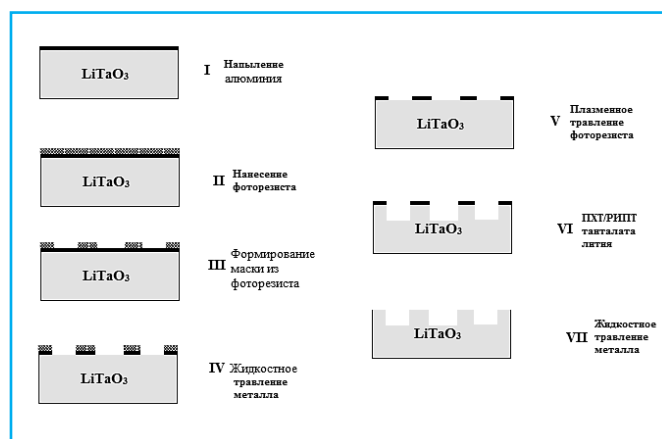 LiTaO3
I Напыление
алюминия
LiTaO3
II Нанесение
фоторезиста
LiTaO3
III Формирование
маски из
фоторезиста
LiTaO3
IV Жидкостное
травление
металла
LiTaO3
V Плазменное
травление
фоторезиста
LiTaO3
VI ПХТ/РИПТ
танталата
лития
LiTaO3
VII Жидкостное
травление
металла